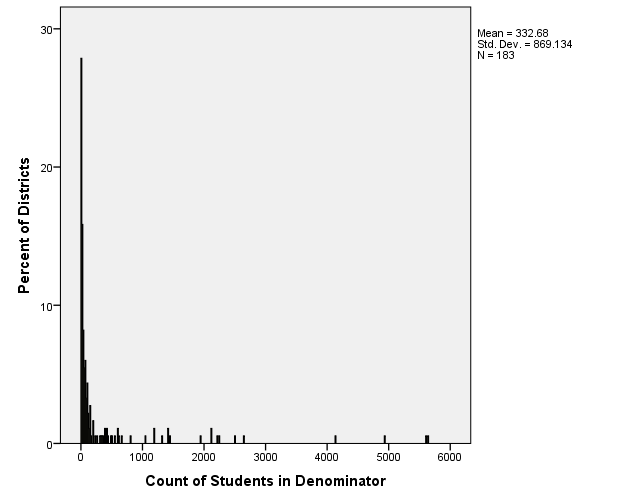 Mean = 332.68
Std. Dev. = 869.134
N = 183
30
20
10
0
Percent of Districts
0 1000 2000 3000 4000 5000 6000
Count of Students in Denominator